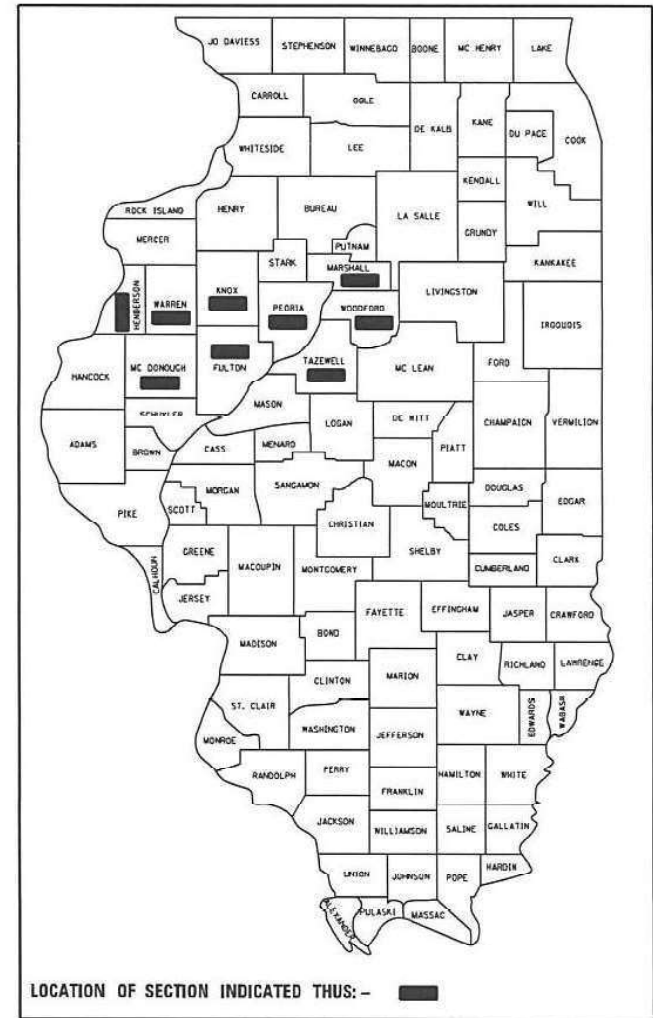 JO DAVIESS
STEPHENSON
WINNEBAGO
BOONE
MC HENRY
LAKE
CARROLL
OGLE
DE KALB
KANE
DU PAGE
COOK
WHITESIDE
LEE
KENDALL
WILL
ROCK ISLAND
HENRY
BUREAU
LA SALLE
GRUNDY
MERCER
PUTNAM
STARK
MARSHALL
KANKAKEE
HENDERSON
WARREN
KNOX
PEORIA
WOODFORD
LIVINGSTON
IROQUOIS
HANCOCK
MC DONOUGH
FULTON
TAZEWELL
MC LEAN
FORD
SCHUYLER
MASON
LOGAN
DE WITT
CHAMPAIGN
VERMILION
ADAMS
BROWN
CASS
MENARD
PIATT
MACON
MORGAN
SANGAMON
DOUGLAS
EDGAR
PIKE
SCOTT
CHRISTIAN
MOULTRIE
COLES
CALHOUN
GREENE
MACOUPIN
MONTGOMERY
SHELBY
CUMBERLAND
CLARK
JERSEY
FAYETTE
EFFINGHAM
JASPER
CRAWFORD
MADISON
BOND
CLAY
RICHLAND
LAWRENCE
CLINTON
MARION
ST. CLAIR
WAYNE
EDWARDS
WABASH
MONROE
WASHINGTON
JEFFERSON
RANDOLPH
PERRY
HAMILTON
WHITE
FRANKLIN
JACKSON
WILLIAMSON
SALINE
GALLATIN
UNION
JOHNSON
POPE
HARDIN
ALEXANDER
PULASKI
MASSAC
LOCATION OF SECTION INDICATED THUS: –